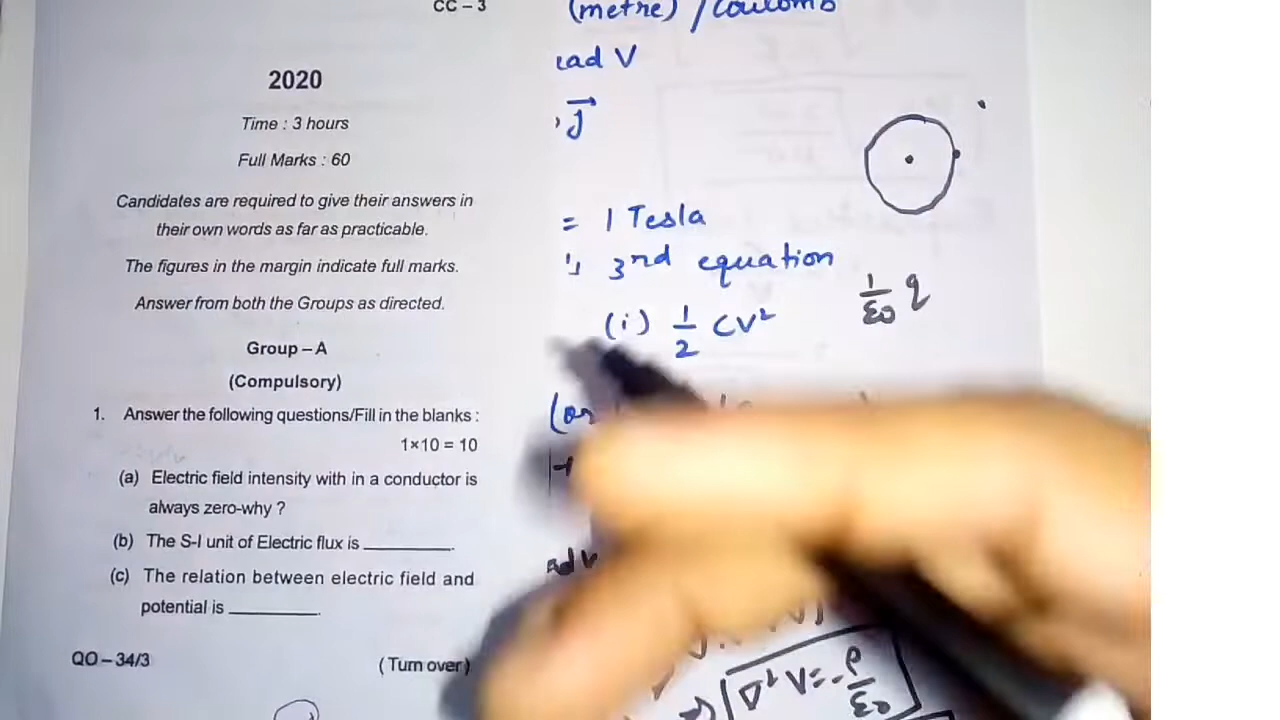 CC – 3
2020
Time : 3 hours
Full Marks : 60
Candidates are required to give their answers in
their own words as far as practicable.
The figures in the margin indicate full marks.
Answer from both the Groups as directed.
Group – A
(Compulsory)
1. Answer the following questions/Fill in the blanks :
1×10 = 10
(a) Electric field intensity with in a conductor is
always zero-why ?
(b) The S-I unit of Electric flux is ________.
(c) The relation between electric field and
potential is ________.
QO – 34/3
(Turn over)
(metre) / Coulomb
rad V
J⃗
= 1 Tesla
3rd equation
(i) 1/2 CV²
1/ε0 q
(or
ad V
⇒ ∇²V = -ρ/ε0